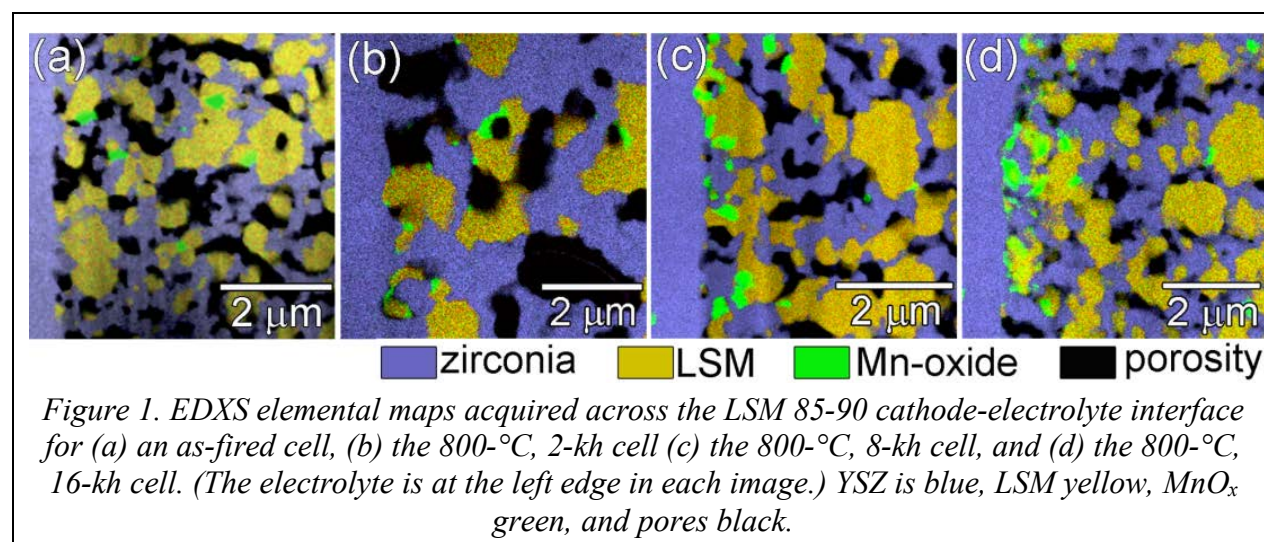 (a) (b) (c) (d)
2 µm 2 µm 2 µm 2 µm
zirconia LSM Mn-oxide porosity
Figure 1. EDXS elemental maps acquired across the LSM 85-90 cathode-electrolyte interface
for (a) an as-fired cell, (b) the 800-°C, 2-kh cell (c) the 800-°C, 8-kh cell, and (d) the 800-°C,
16-kh cell. (The electrolyte is at the left edge in each image.) YSZ is blue, LSM yellow, MnOₓ
green, and pores black.